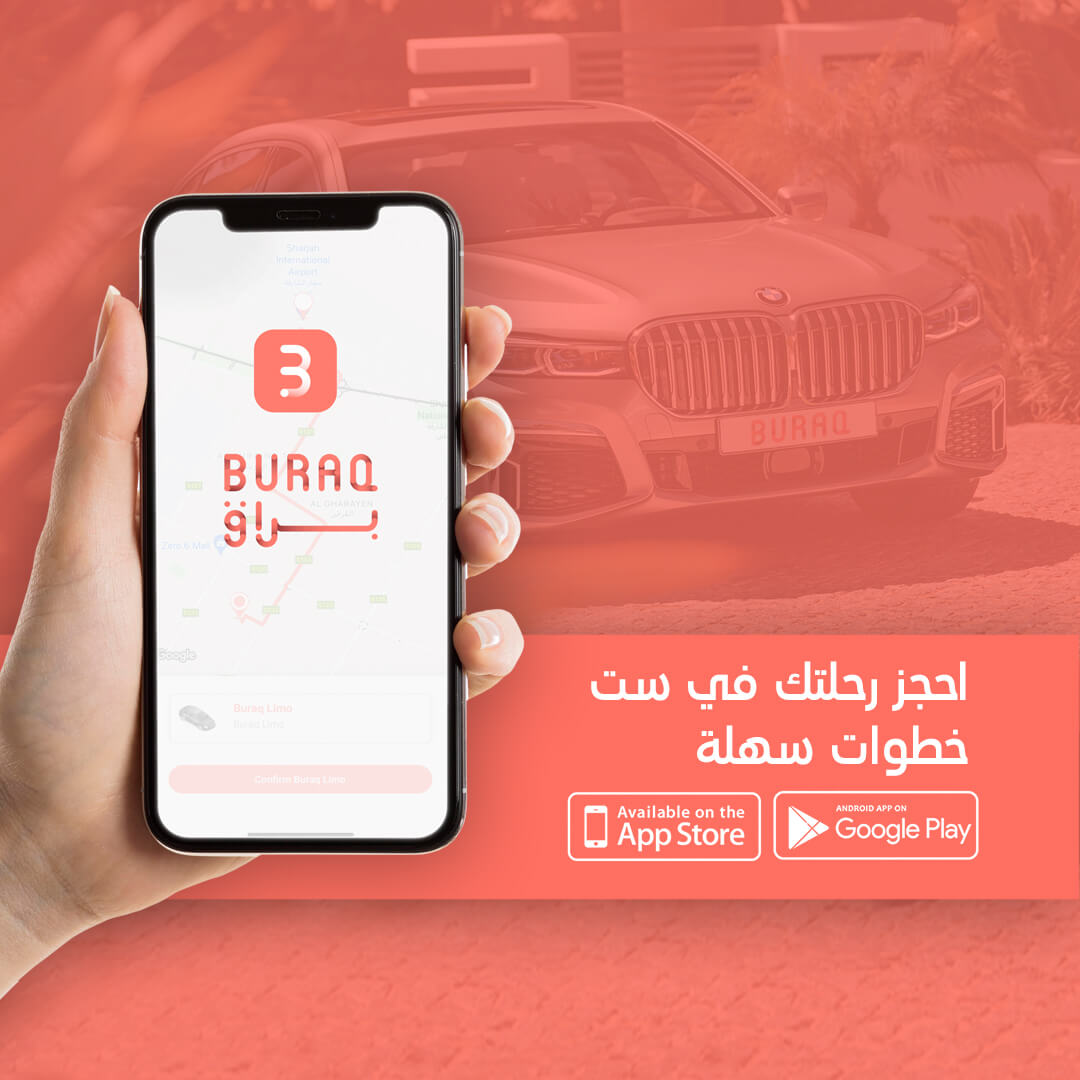 Sharjah
International
Airport
BURAQ
براق
AL GHARAYEN
Zero 6 Mall
Google
Buraq Limo
Buraq Limo
Confirm Buraq Limo
BURAQ
احجز رحلتك في ست
خطوات سهلة
Available on the
App Store
ANDROID APP ON
Google Play